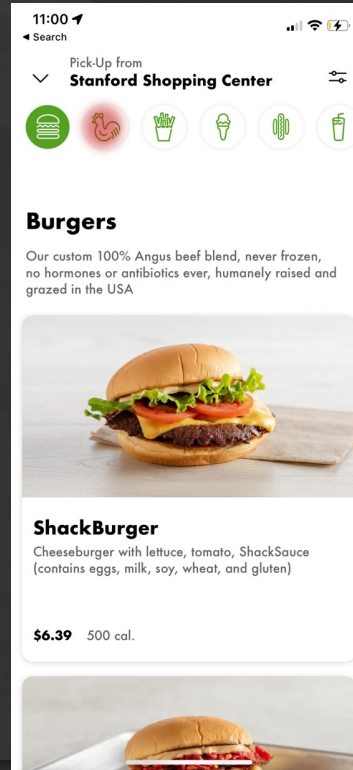 11:00
◀ Search
Pick-Up from
Stanford Shopping Center
Burgers
Our custom 100% Angus beef blend, never frozen,
no hormones or antibiotics ever, humanely raised and
grazed in the USA
ShackBurger
Cheeseburger with lettuce, tomato, ShackSauce
(contains eggs, milk, soy, wheat, and gluten)
$6.39 500 cal.